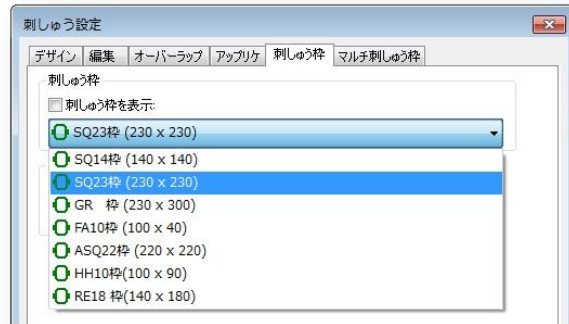 刺しゅう設定
デザイン 編集 オーバーラップ アップリケ 刺しゅう枠 マルチ刺しゅう枠
刺しゅう枠
刺しゅう枠を表示:
SQ23枠 (230 x 230)
SQ14枠 (140 x 140)
SQ23枠 (230 x 230)
GR 枠 (230 x 300)
FA10枠 (100 x 40)
ASQ22枠 (220 x 220)
HH10枠(100 x 90)
RE18 枠(140 x 180)